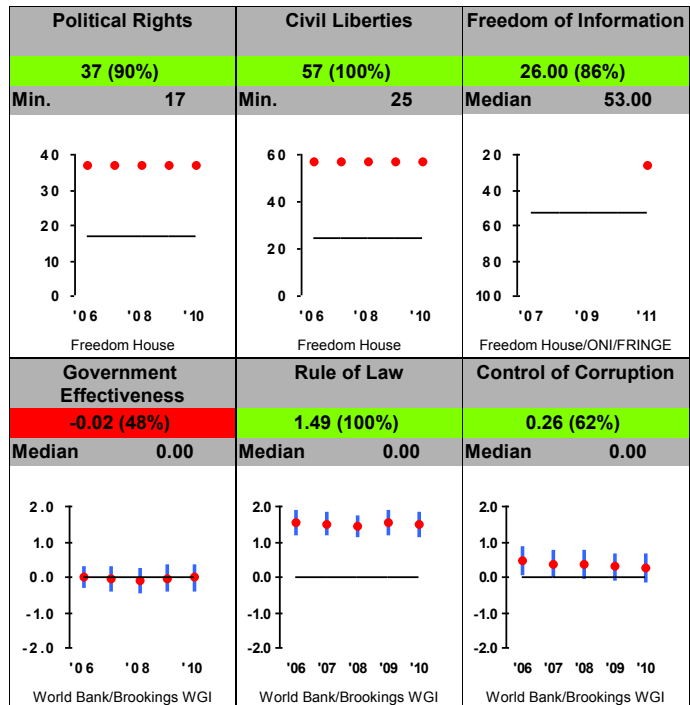 Political Rights
Civil Liberties
Freedom of Information
37 (90%)
57 (100%)
26.00 (86%)
Min. 17
Min. 25
Median 53.00
40
30
20
10
0
'06 '08 '10
Freedom House
60
40
20
0
'06 '08 '10
Freedom House
20
40
60
80
100
'07 '09 '11
Freedom House/ONI/FRINGE
Government
Effectiveness
Rule of Law
Control of Corruption
-0.02 (48%)
1.49 (100%)
0.26 (62%)
Median 0.00
Median 0.00
Median 0.00
2.0
1.0
0.0
-1.0
-2.0
'06 '08 '10
World Bank/Brookings WGI
2.0
1.0
0.0
-1.0
-2.0
'06 '07 '08 '09 '10
World Bank/Brookings WGI
2.0
1.0
0.0
-1.0
-2.0
'06 '07 '08 '09 '10
World Bank/Brookings WGI